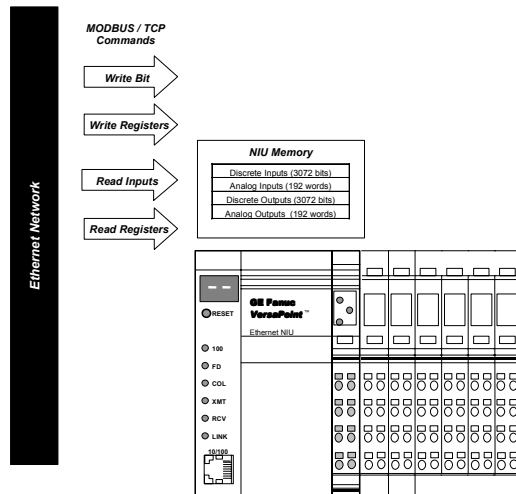 MODBUS / TCP
Commands
Write Bit
Write Registers
Read Inputs
Read Registers
Ethernet Network
NIU Memory
Discrete Inputs (3072 bits)
Analog Inputs (192 words)
Discrete Outputs (3072 bits)
Analog Outputs (192 words)
RESET
GE Fanuc
VersaPoint™
Ethernet NIU
100
FD
COL
XMT
RCV
LINK
10/100